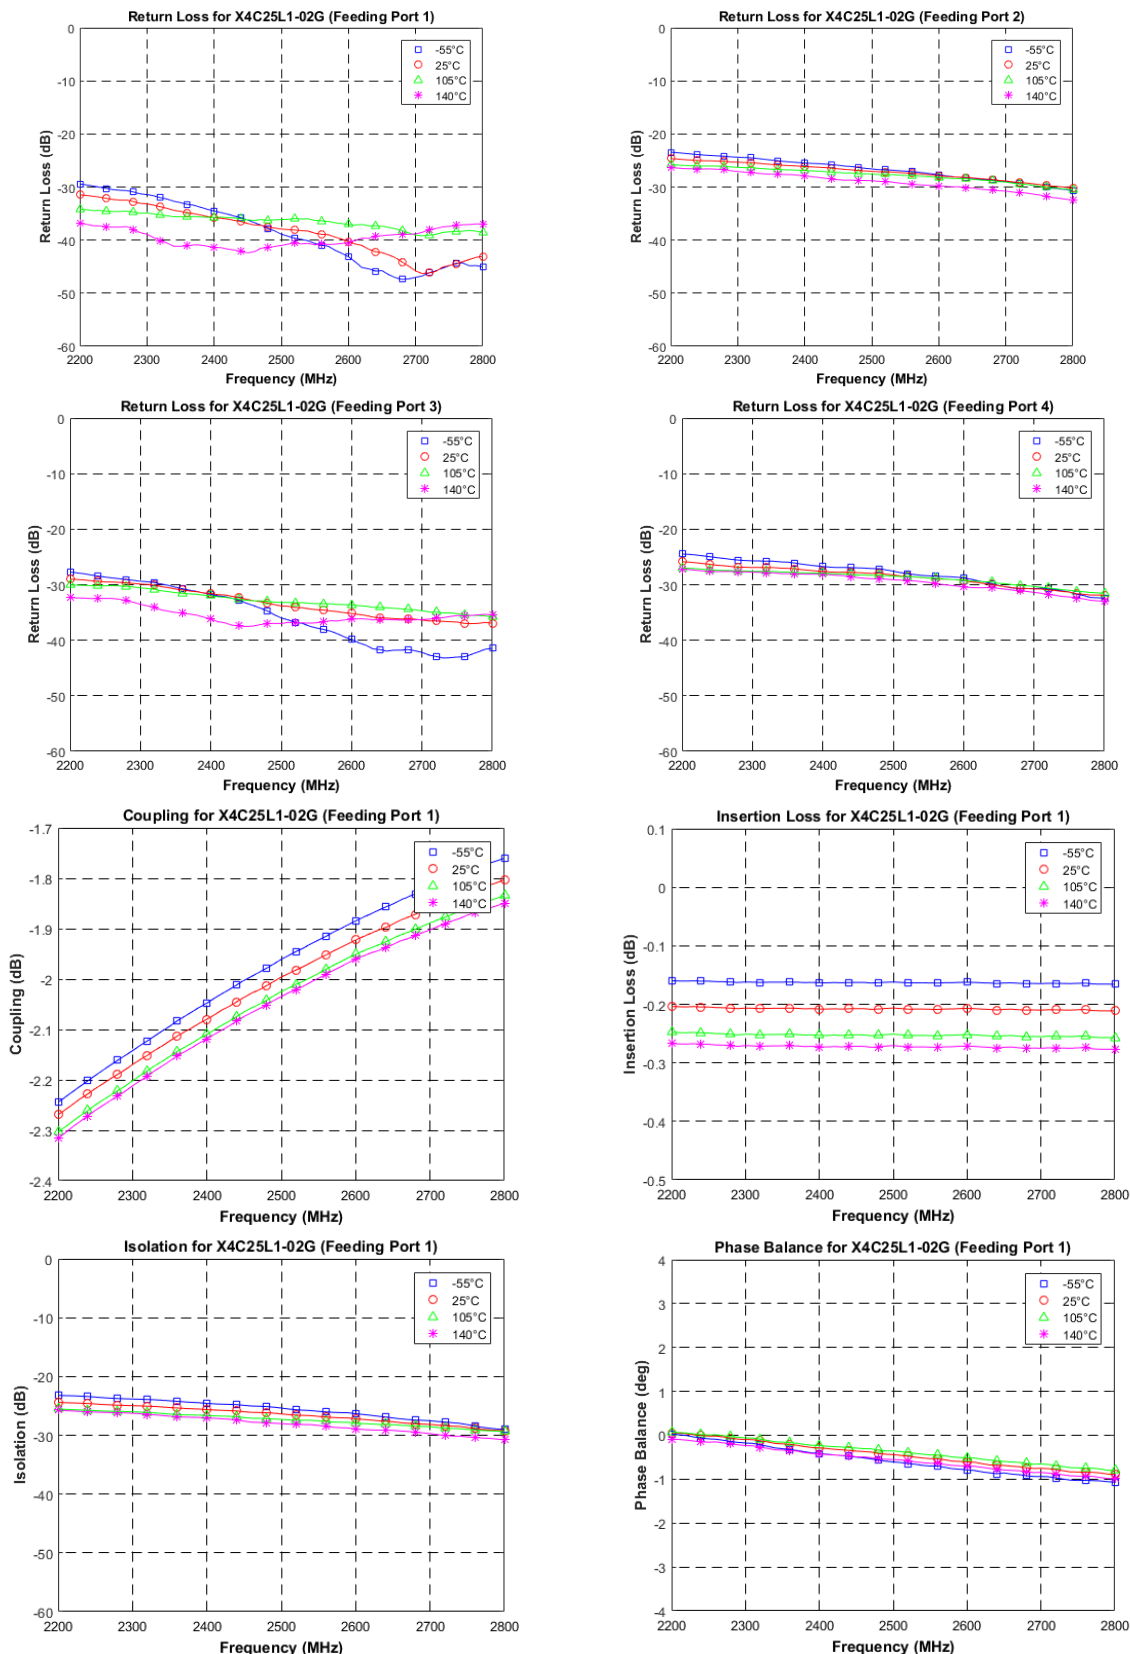 Return Loss for X4C25L1-02G (Feeding Port 1)
0
-10
-20
-30
-40
-50
-60
Return Loss (dB)
-55°C
25°C
105°C
140°C
2200 2300 2400 2500 2600 2700 2800
Frequency (MHz)
Return Loss for X4C25L1-02G (Feeding Port 2)
0
-10
-20
-30
-40
-50
-60
Return Loss (dB)
-55°C
25°C
105°C
140°C
2200 2300 2400 2500 2600 2700 2800
Frequency (MHz)
Return Loss for X4C25L1-02G (Feeding Port 3)
0
-10
-20
-30
-40
-50
-60
Return Loss (dB)
-55°C
25°C
105°C
140°C
2200 2300 2400 2500 2600 2700 2800
Frequency (MHz)
Return Loss for X4C25L1-02G (Feeding Port 4)
0
-10
-20
-30
-40
-50
-60
Return Loss (dB)
-55°C
25°C
105°C
140°C
2200 2300 2400 2500 2600 2700 2800
Frequency (MHz)
Coupling for X4C25L1-02G (Feeding Port 1)
-1.7
-1.8
-1.9
-2
-2.1
-2.2
-2.3
-2.4
Coupling (dB)
-55°C
25°C
105°C
140°C
2200 2300 2400 2500 2600 2700 2800
Frequency (MHz)
Insertion Loss for X4C25L1-02G (Feeding Port 1)
0.1
0
-0.1
-0.2
-0.3
-0.4
-0.5
Insertion Loss (dB)
-55°C
25°C
105°C
140°C
2200 2300 2400 2500 2600 2700 2800
Frequency (MHz)
Isolation for X4C25L1-02G (Feeding Port 1)
0
-10
-20
-30
-40
-50
-60
Isolation (dB)
-55°C
25°C
105°C
140°C
2200 2300 2400 2500 2600 2700 2800
Frequency (MHz)
Phase Balance for X4C25L1-02G (Feeding Port 1)
4
3
2
1
0
-1
-2
-3
-4
Phase Balance (deg)
-55°C
25°C
105°C
140°C
2200 2300 2400 2500 2600 2700 2800
Frequency (MHz)